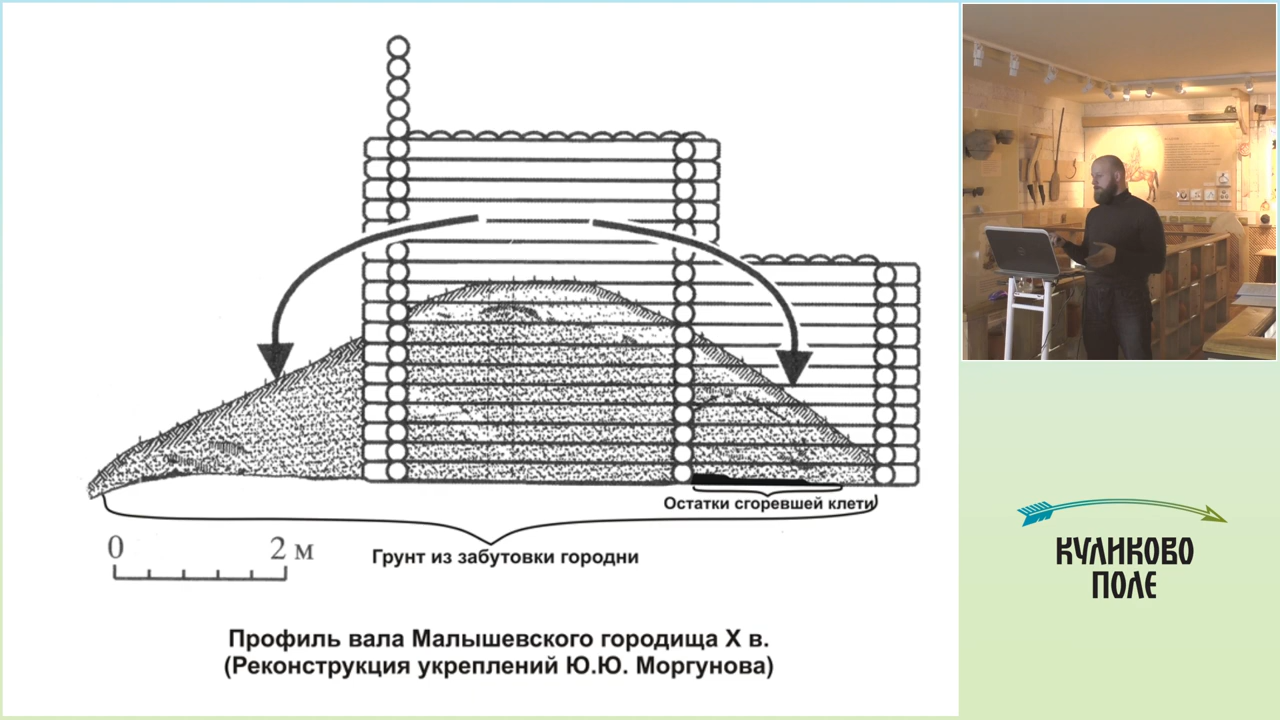 Остатки сгоревшей клети
Грунт из забутовки городни
0 2 м
Профиль вала Малышевского городища X в.
(Реконструкция укреплений Ю.Ю. Моргунова)
КУЛИКОВО
ПОЛЕ